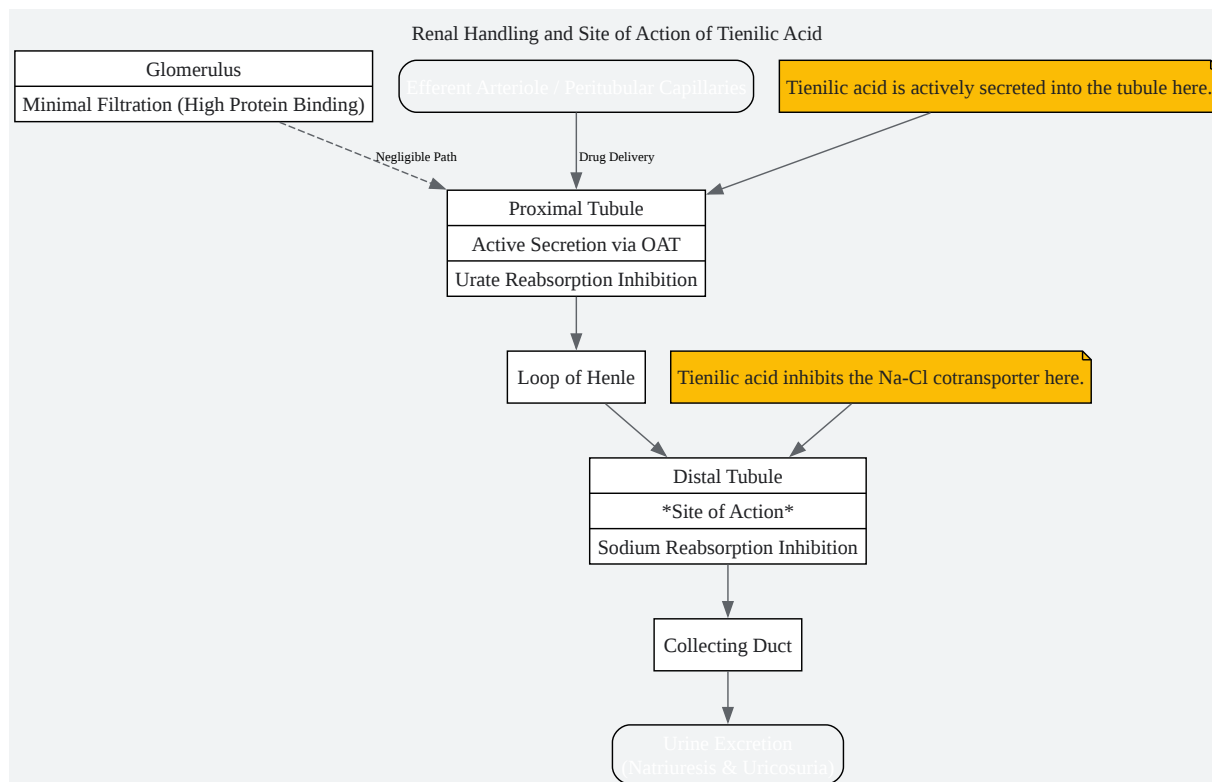 Renal Handling and Site of Action of Tienilic Acid
Glomerulus
Minimal Filtration (High Protein Binding)
Efferent Arteriole / Peritubular Capillaries
Tienilic acid is actively secreted into the tubule here.
Negligible Path
Drug Delivery
Proximal Tubule
Active Secretion via OAT
Urate Reabsorption Inhibition
Loop of Henle
Tienilic acid inhibits the Na-Cl cotransporter here.
Distal Tubule
*Site of Action*
Sodium Reabsorption Inhibition
Collecting Duct
Urine Excretion
(Natriuresis & Uricosuria)